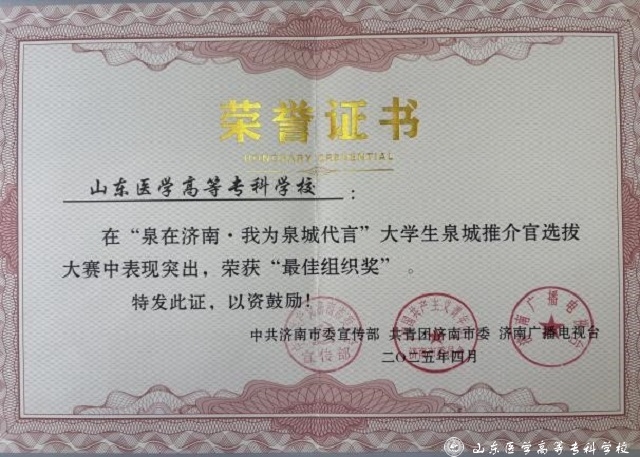 荣誉证书
HONORARY CREDENTIAL
山东医学高等专科学校：
在“泉在济南·我为泉城代言”大学生泉城推介官选拔
大赛中表现突出，荣获“最佳组织奖”。
特发此证，以资鼓励！
中共济南市委宣传部 共青团济南市委 济南广播电视台
二〇二五年四月
宣传部
山东医学高等专科学校